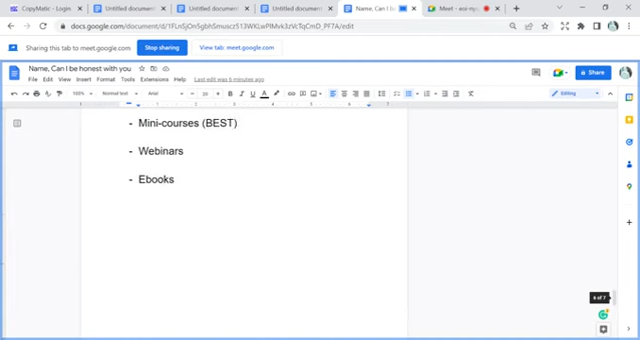 CopyMatic - Login
Untitled document
Untitled document
Untitled document
Name, Can I b
Meet
docs.google.com/document/d/
/edit
Sharing this tab to meet.google.com
Stop sharing
View tab: meet.google.com
Name, Can I be honest with you
File Edit View Insert Format Tools Extensions Help
Last edit was 6 minutes ago
Share
100%
Arial
20
Editing
- Mini-courses (BEST)
- Webinars
- Ebooks
6 of 7